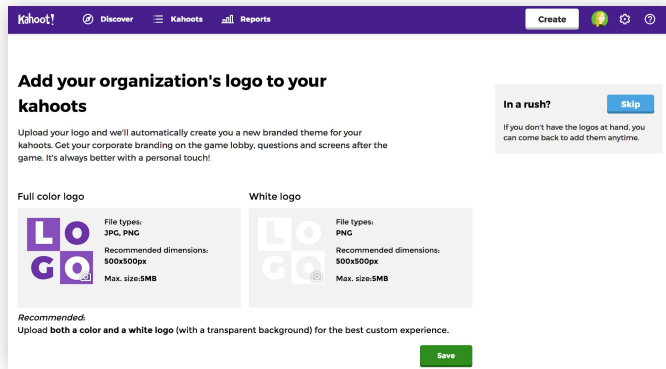 Kahoot! Discover Kahoots Reports Create
Add your organization's logo to your
kahoots
Upload your logo and we'll automatically create you a new branded theme for your
kahoots. Get your corporate branding on the game lobby, questions and screens after the
game. It's always better with a personal touch!
In a rush? Skip
If you don't have the logos at hand, you
can come back to add them anytime.
Full color logo
LO
GO
File types:
JPG, PNG
Recommended dimensions:
500x500px
Max. size:5MB
White logo
LO
GO
File types:
PNG
Recommended dimensions:
500x500px
Max. size:5MB
Recommended:
Upload both a color and a white logo (with a transparent background) for the best custom experience.
Save